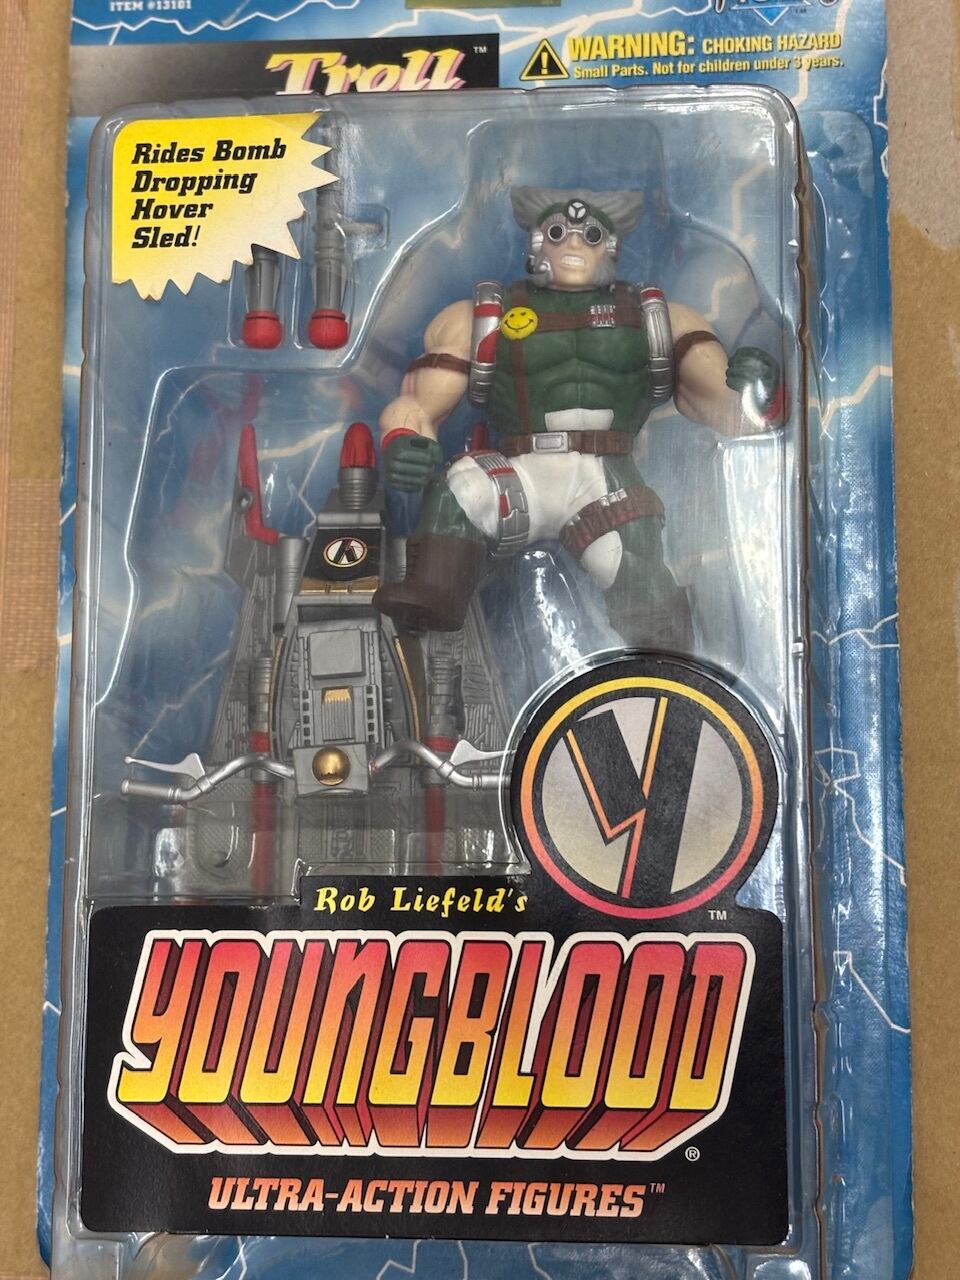 ITEM #13101
Troll™
WARNING: CHOKING HAZARD
Small Parts. Not for children under 3 years.
Rides Bomb
Dropping
Hover
Sled!
Rob Liefeld's
TM
YOUNGBLOOD®
ULTRA-ACTION FIGURES™